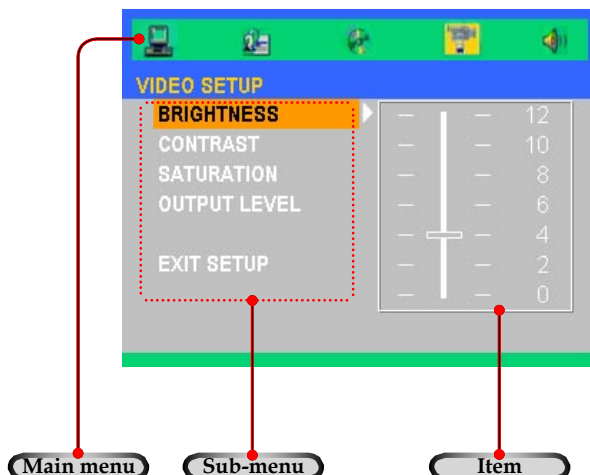 VIDEO SETUP
BRIGHTNESS
CONTRAST
SATURATION
OUTPUT LEVEL
EXIT SETUP
12
10
8
6
4
2
0
Main menu
Sub-menu
Item